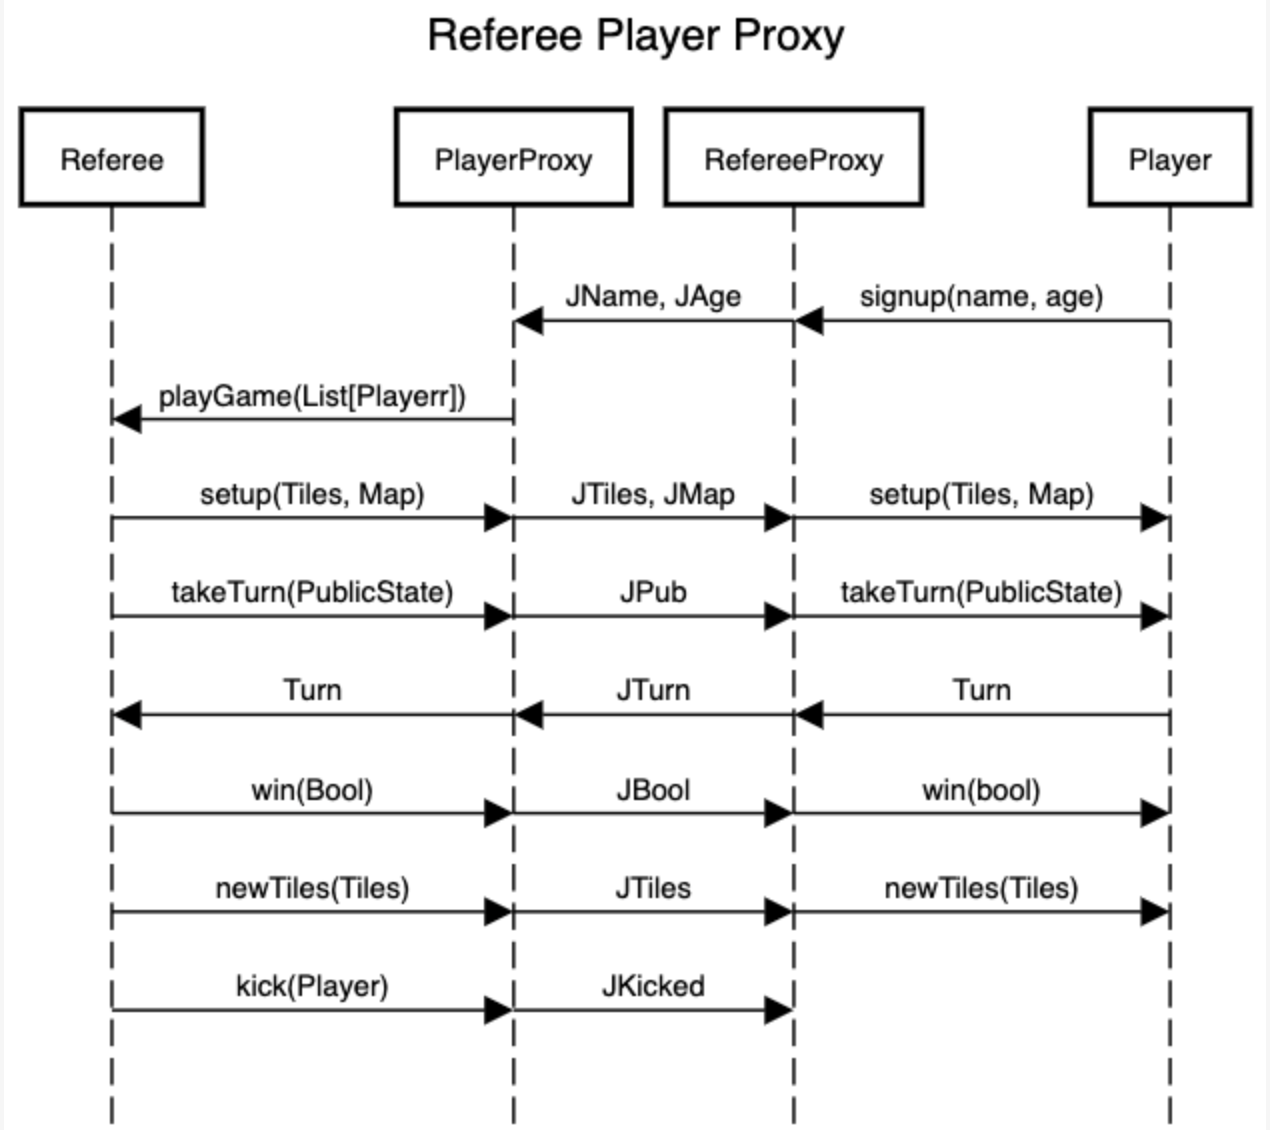 Referee Player Proxy
Referee
PlayerProxy
RefereeProxy
Player
JName, JAge
signup(name, age)
playGame(List[Playerr])
setup(Tiles, Map)
JTiles, JMap
setup(Tiles, Map)
takeTurn(PublicState)
JPub
takeTurn(PublicState)
Turn
JTurn
Turn
win(Bool)
JBool
win(bool)
newTiles(Tiles)
JTiles
newTiles(Tiles)
kick(Player)
JKicked